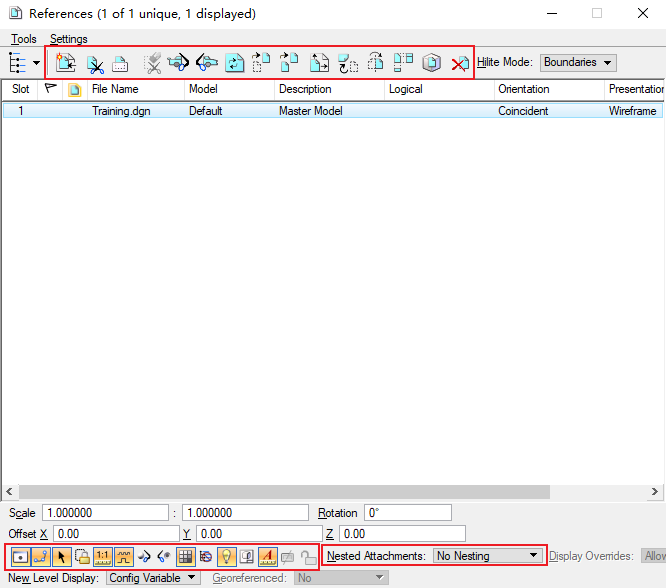 References (1 of 1 unique, 1 displayed)
Tools Settings
Hilite Mode: Boundaries
Slot File Name Model Description Logical Orientation Presentation
1 Training.dgn Default Master Model Coincident Wireframe
Scale 1.000000 : 1.000000 Rotation 0°
Offset X 0.00 Y 0.00 Z 0.00
1:1 A Nested Attachments: No Nesting Display Overrides: Allow
New Level Display: Config Variable Georeferenced: No